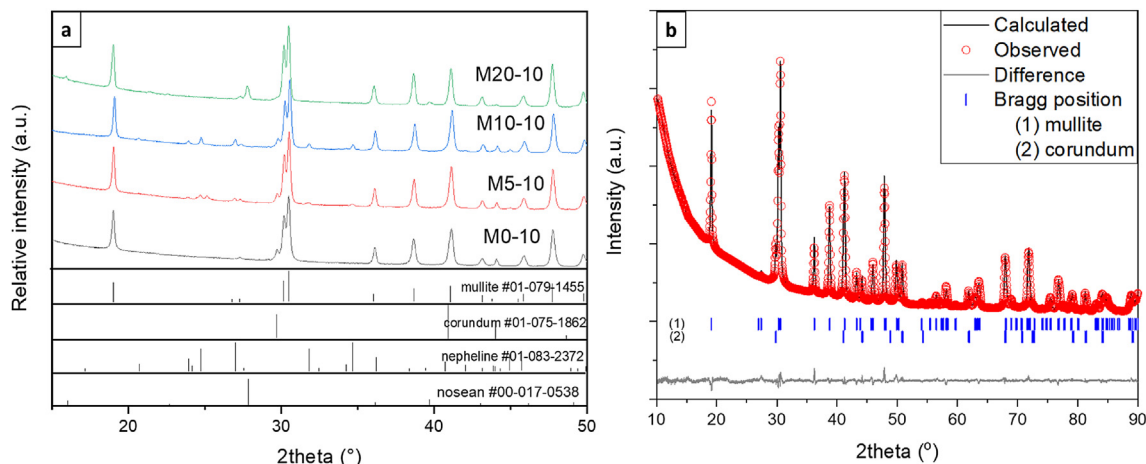 a
M20-10
M10-10
M5-10
M0-10
mullite #01-079-1455
corundum #01-075-1862
nepheline #01-083-2372
nosean #00-017-0538
Relative intensity (a.u.)
20 30 40 50
2theta (°)
b
Calculated
Observed
Difference
Bragg position
(1) mullite
(2) corundum
Intensity (a.u.)
(1)
(2)
10 20 30 40 50 60 70 80 90
2theta (º)